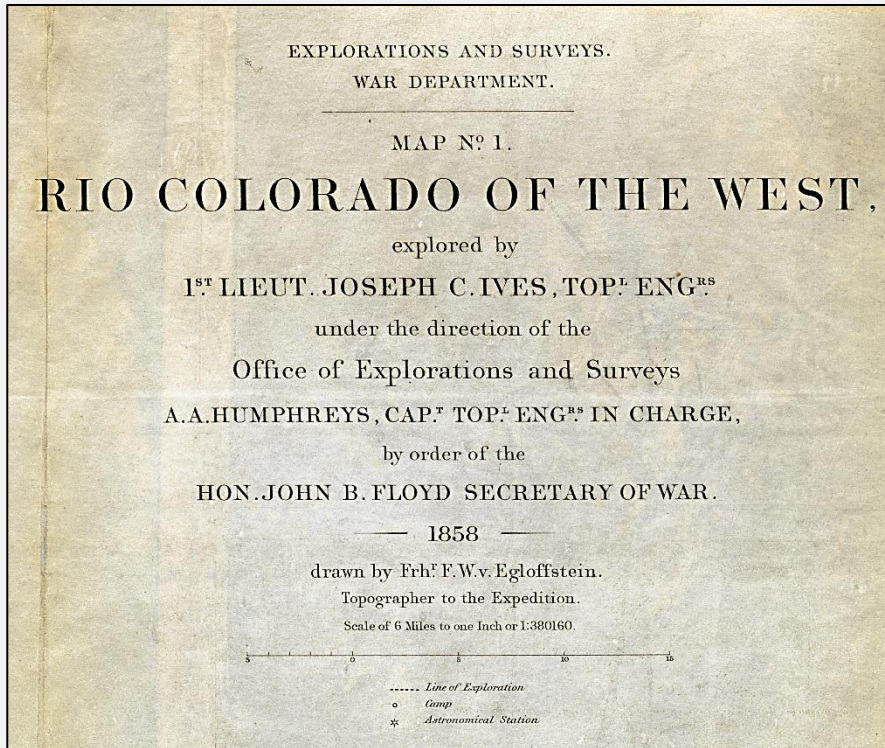 EXPLORATIONS AND SURVEYS.
WAR DEPARTMENT.
MAP Nº 1.
RIO COLORADO OF THE WEST,
explored by
1ST LIEUT. JOSEPH C. IVES, TOPL ENGRS
under the direction of the
Office of Explorations and Surveys
A.A. HUMPHREYS, CAPT TOPL ENGRS IN CHARGE,
by order of the
HON. JOHN B. FLOYD SECRETARY OF WAR.
1858
drawn by Frhr F.W.v. Egloffstein.
Topographer to the Expedition.
Scale of 6 Miles to one Inch or 1:380160.
5 0 5 10 15
Line of Exploration
Camp
Astronomical Station